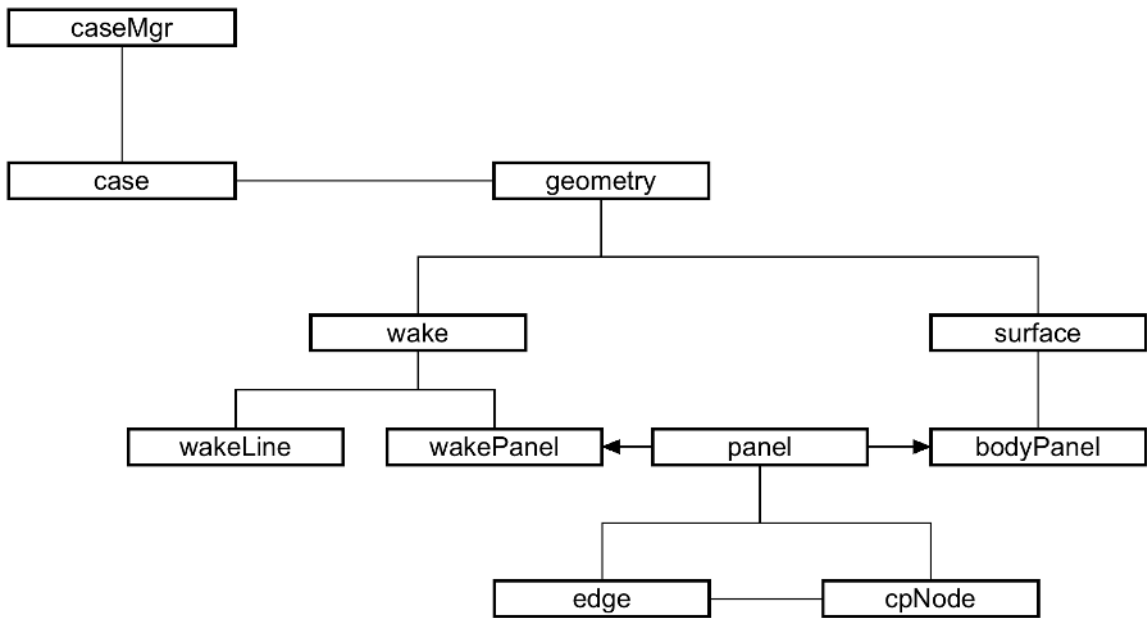 caseMgr
case
geometry
wake
surface
wakeLine
wakePanel
panel
bodyPanel
edge
cpNode